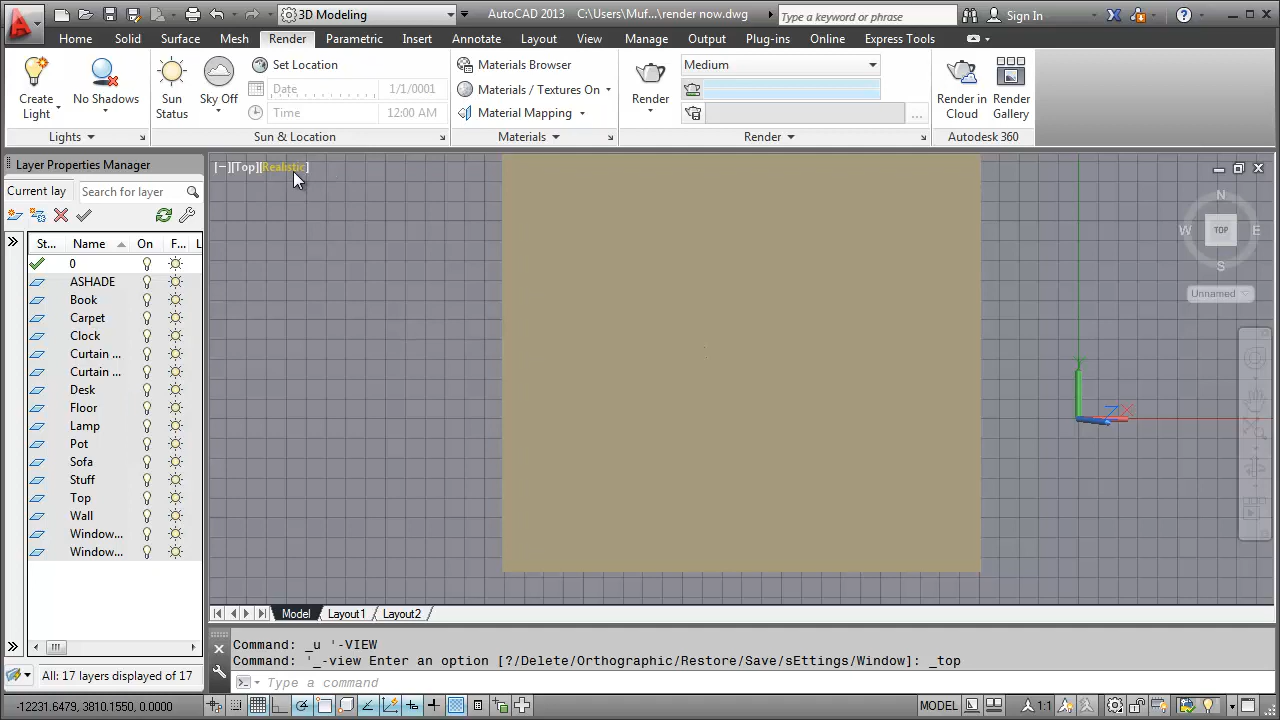 3D Modeling
AutoCAD 2013 C:\Users\Muf...\render now.dwg
Type a keyword or phrase
Sign In
Home Solid Surface Mesh Render Parametric Insert Annotate Layout View Manage Output Plug-ins Online Express Tools
Create Light
No Shadows
Lights
Sun Status
Sky Off
Set Location
Date 1/1/0001
Time 12:00 AM
Sun & Location
Materials Browser
Materials / Textures On
Material Mapping
Materials
Render
Medium
...
Render
Render in Cloud
Render Gallery
Autodesk 360
Layer Properties Manager
Current lay
Search for layer
St... Name On F... L
0
ASHADE
Book
Carpet
Clock
Curtain ...
Curtain ...
Desk
Floor
Lamp
Pot
Sofa
Stuff
Top
Wall
Window...
Window...
All: 17 layers displayed of 17
[−][Top][Realistic]
N
W TOP E
S
Unnamed
Y
Z X
Model Layout1 Layout2
Command: _u '-VIEW
Command: '_-view Enter an option [?/Delete/Orthographic/Restore/Save/sEttings/Window]: _top
Type a command
-12231.6479, 3810.1550, 0.0000
MODEL
1:1